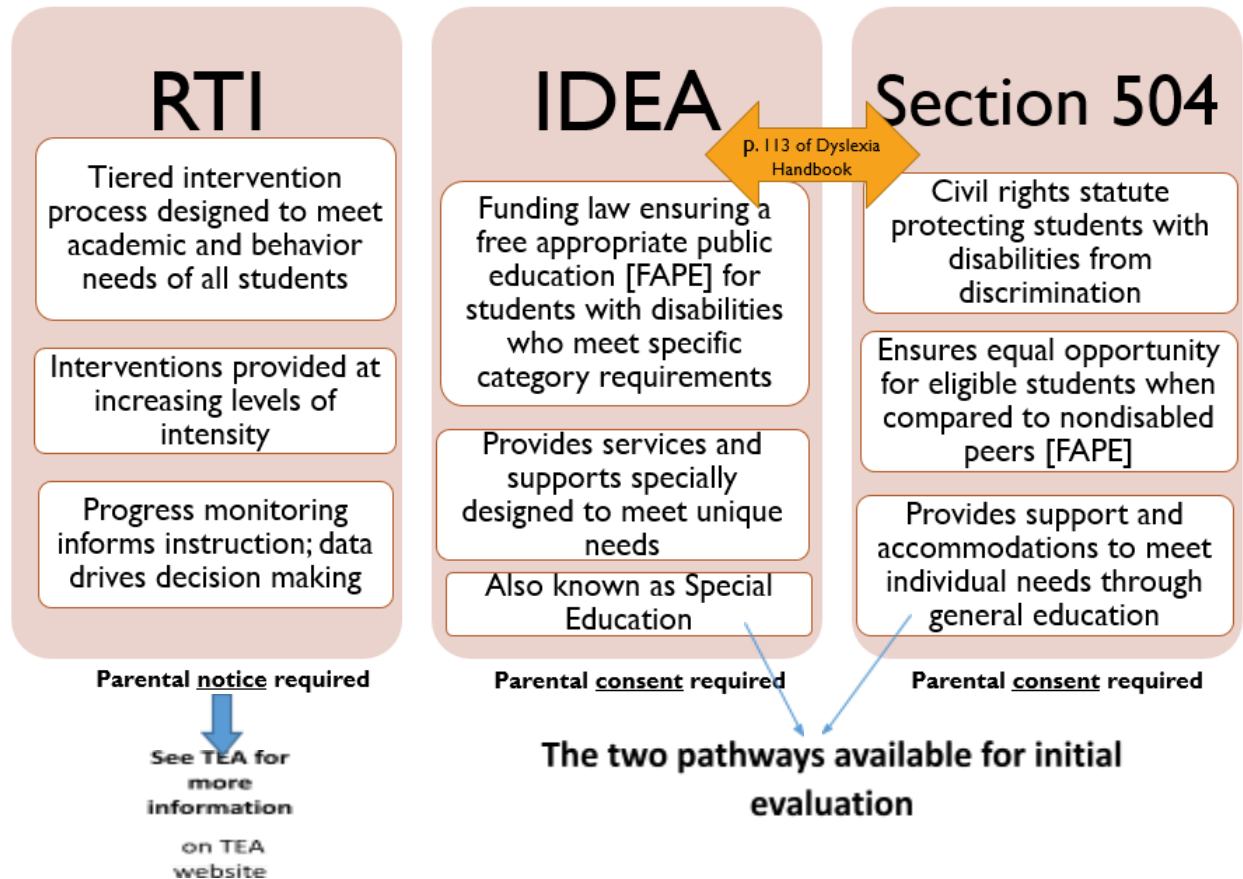 RTI
Tiered intervention
process designed to meet
academic and behavior
needs of all students
Interventions provided at
increasing levels of
intensity
Progress monitoring
informs instruction; data
drives decision making
Parental notice required
See TEA for
more
information
on TEA
website
IDEA
p. 113 of Dyslexia
Handbook
Funding law ensuring a
free appropriate public
education [FAPE] for
students with disabilities
who meet specific
category requirements
Provides services and
supports specially
designed to meet unique
needs
Also known as Special
Education
Parental consent required
Section 504
Civil rights statute
protecting students with
disabilities from
discrimination
Ensures equal opportunity
for eligible students when
compared to nondisabled
peers [FAPE]
Provides support and
accommodations to meet
individual needs through
general education
Parental consent required
The two pathways available for initial
evaluation